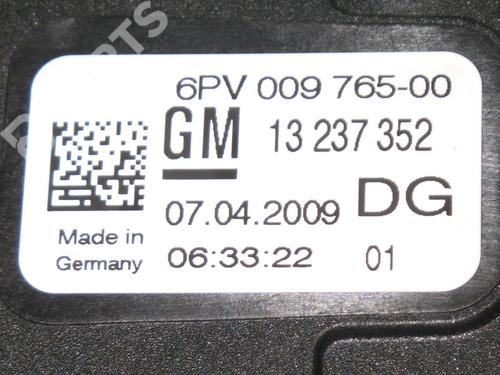 6PV 009 765-00
GM 13 237 352
07.04.2009 DG
Made in
Germany
06:33:22 01
PARTS